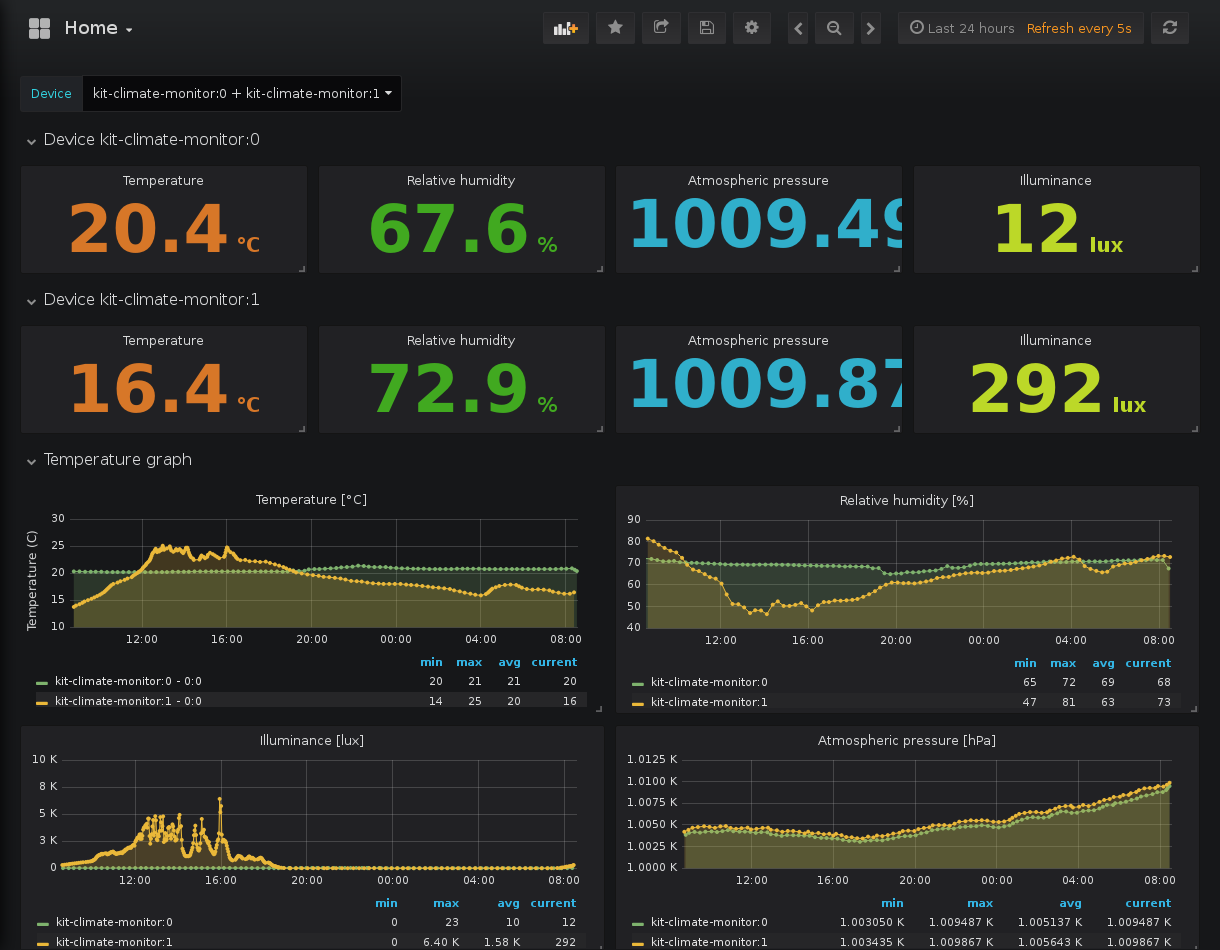 Home
Last 24 hours Refresh every 5s
Device kit-climate-monitor:0 + kit-climate-monitor:1
Device kit-climate-monitor:0
Temperature Relative humidity Atmospheric pressure Illuminance
20.4 °C 67.6 % 1009.49 12 lux
Device kit-climate-monitor:1
Temperature Relative humidity Atmospheric pressure Illuminance
16.4 °C 72.9 % 1009.87 292 lux
Temperature graph
Temperature [°C]
Temperature (C)
30
25
20
15
10
12:00 16:00 20:00 00:00 04:00 08:00
min max avg current
kit-climate-monitor:0 - 0:0 20 21 21 20
kit-climate-monitor:1 - 0:0 14 25 20 16
Relative humidity [%]
90
80
70
60
50
40
12:00 16:00 20:00 00:00 04:00 08:00
min max avg current
kit-climate-monitor:0 65 72 69 68
kit-climate-monitor:1 47 81 63 73
Illuminance [lux]
10 K
8 K
5 K
3 K
0
12:00 16:00 20:00 00:00 04:00 08:00
min max avg current
kit-climate-monitor:0 0 23 10 12
kit-climate-monitor:1 0 6.40 K 1.58 K 292
Atmospheric pressure [hPa]
1.0125 K
1.0100 K
1.0075 K
1.0050 K
1.0025 K
1.0000 K
12:00 16:00 20:00 00:00 04:00 08:00
min max avg current
kit-climate-monitor:0 1.003050 K 1.009487 K 1.005137 K 1.009487 K
kit-climate-monitor:1 1.003435 K 1.009867 K 1.005643 K 1.009867 K